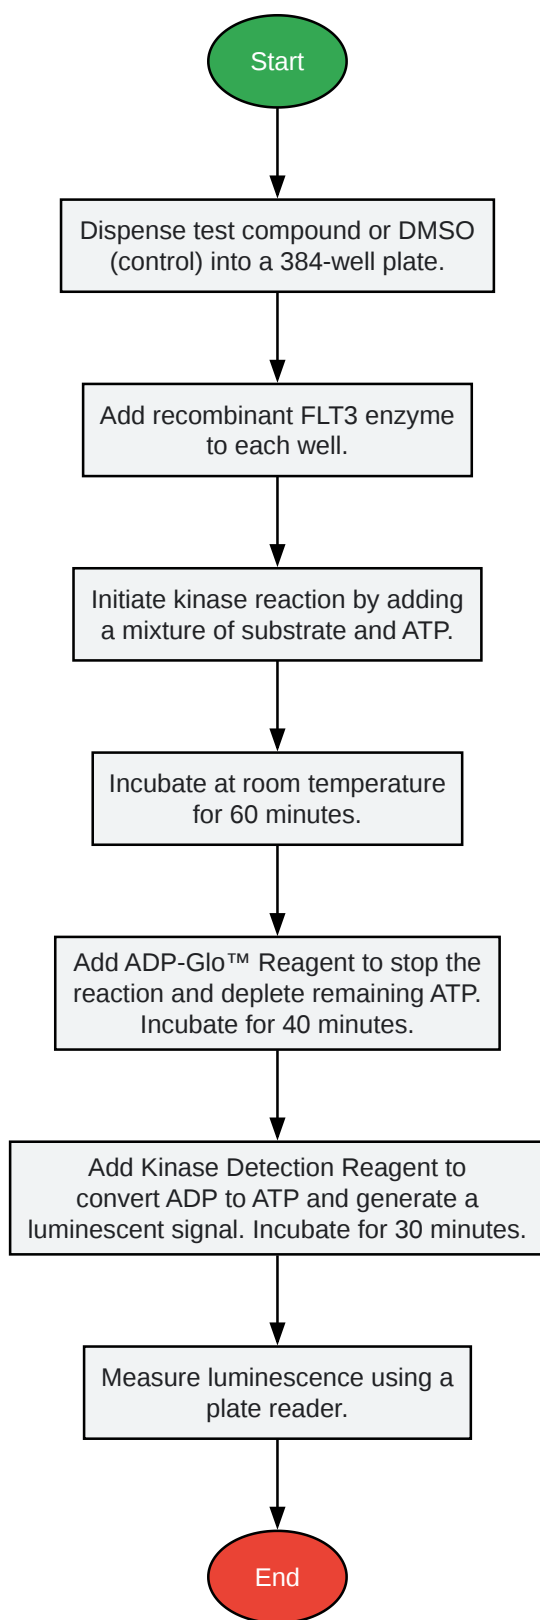 Start
Dispense test compound or DMSO
(control) into a 384-well plate.
Add recombinant FLT3 enzyme
to each well.
Initiate kinase reaction by adding
a mixture of substrate and ATP.
Incubate at room temperature
for 60 minutes.
Add ADP-Glo™ Reagent to stop the
reaction and deplete remaining ATP.
Incubate for 40 minutes.
Add Kinase Detection Reagent to
convert ADP to ATP and generate a
luminescent signal. Incubate for 30 minutes.
Measure luminescence using a
plate reader.
End